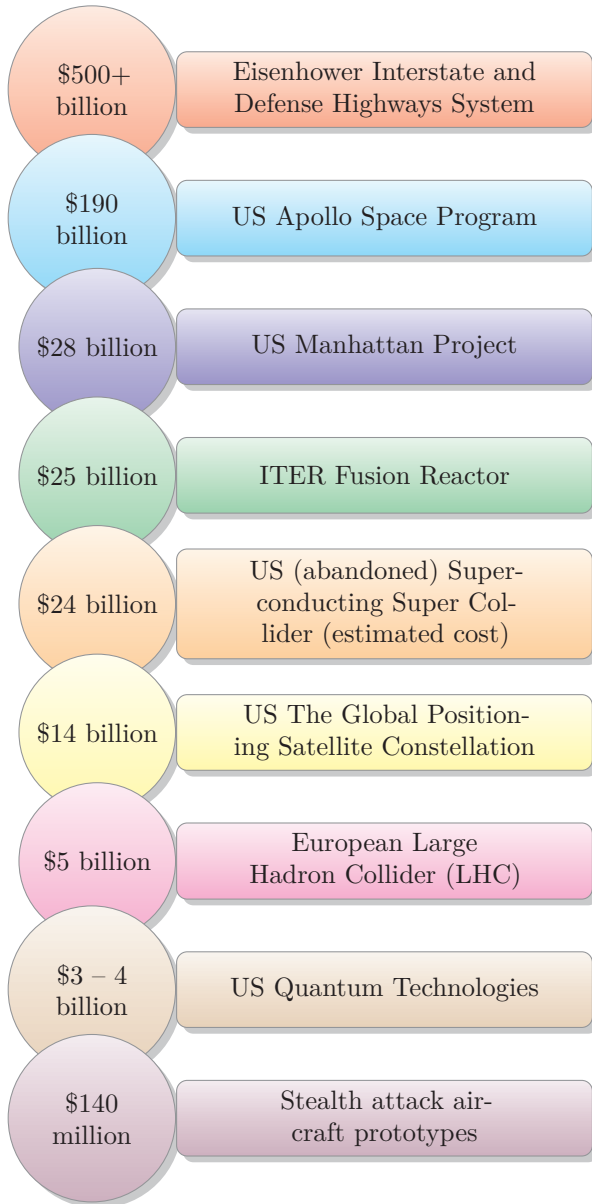 $500+
billion
Eisenhower Interstate and
Defense Highways System
$190
billion
US Apollo Space Program
$28 billion
US Manhattan Project
$25 billion
ITER Fusion Reactor
$24 billion
US (abandoned) Super-
conducting Super Col-
lider (estimated cost)
$14 billion
US The Global Position-
ing Satellite Constellation
$5 billion
European Large
Hadron Collider (LHC)
$3 – 4
billion
US Quantum Technologies
$140
million
Stealth attack air-
craft prototypes